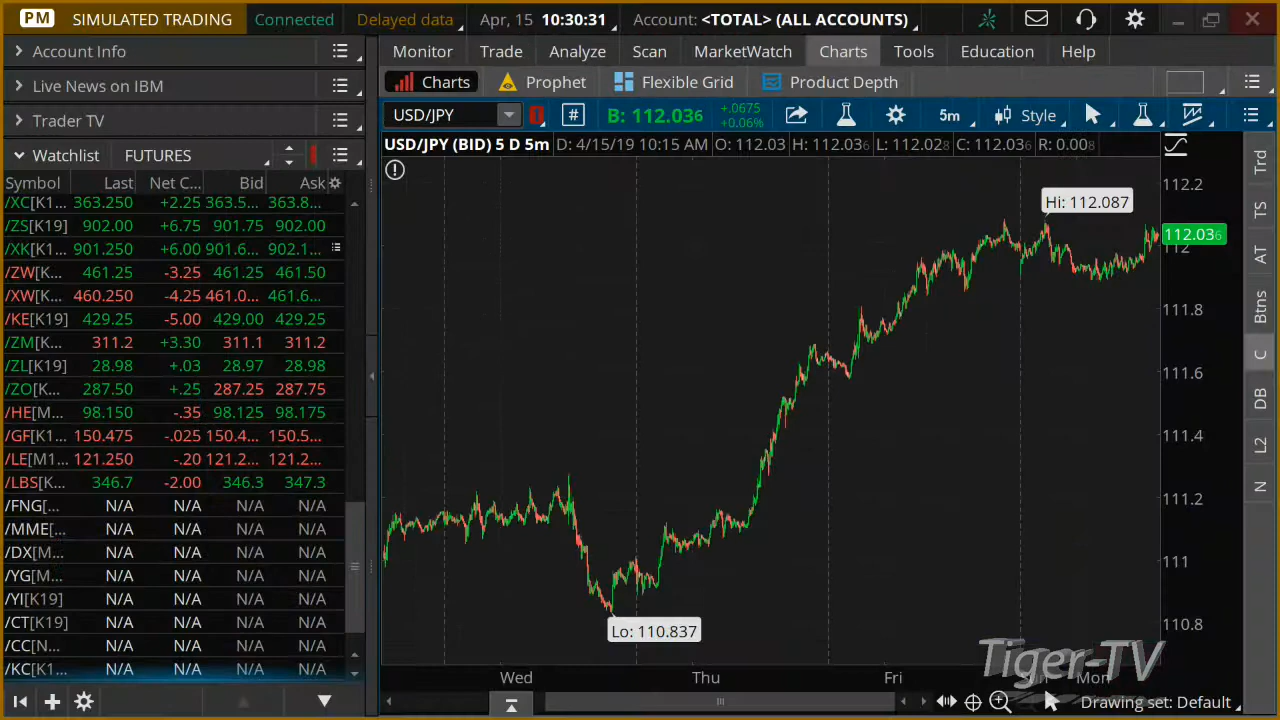 PM SIMULATED TRADING Connected Delayed data Apr, 15 10:30:31 Account: <TOTAL> (ALL ACCOUNTS)
Account Info
Live News on IBM
Trader TV
Watchlist FUTURES
Symbol Last Net C... Bid Ask
/XC[K1... 363.250 +2.25 363.5... 363.8...
/ZS[K19] 902.00 +6.75 901.75 902.00
/XK[K19] 901.250 +6.00 901.6... 902.1...
/ZW[K... 461.25 -3.25 461.25 461.50
/XW[K... 460.250 -4.25 461.0... 461.6...
/KE[K19] 429.25 -5.00 429.00 429.25
/ZM[K... 311.2 +3.30 311.1 311.2
/ZL[K19] 28.98 +.03 28.97 28.98
/ZO[K... 287.50 +.25 287.25 287.75
/HE[M... 98.150 -.35 98.125 98.175
/GF[K1... 150.475 -.025 150.4... 150.5...
/LE[M1... 121.250 -.20 121.2... 121.2...
/LBS[K... 346.7 -2.00 346.3 347.3
/FNG[... N/A N/A N/A N/A
/MME[... N/A N/A N/A N/A
/DX[M... N/A N/A N/A N/A
/YG[M... N/A N/A N/A N/A
/YI[K19] N/A N/A N/A N/A
/CT[K19] N/A N/A N/A N/A
/CC[N... N/A N/A N/A N/A
/KC[K1... N/A N/A N/A N/A
Monitor Trade Analyze Scan MarketWatch Charts Tools Education Help
Charts Prophet Flexible Grid Product Depth
USD/JPY # B: 112.036 +.0675 +0.06% 5m Style
USD/JPY (BID) 5 D 5m D: 4/15/19 10:15 AM O: 112.03 H: 112.036 L: 112.028 C: 112.036 R: 0.008
112.2
Hi: 112.087
112.036
112
111.8
111.6
111.4
111.2
111
Lo: 110.837
110.8
Tiger-TV
Wed Thu Fri Mon
Drawing set: Default
Trd
TS
AT
Btns
C
DB
L2
N